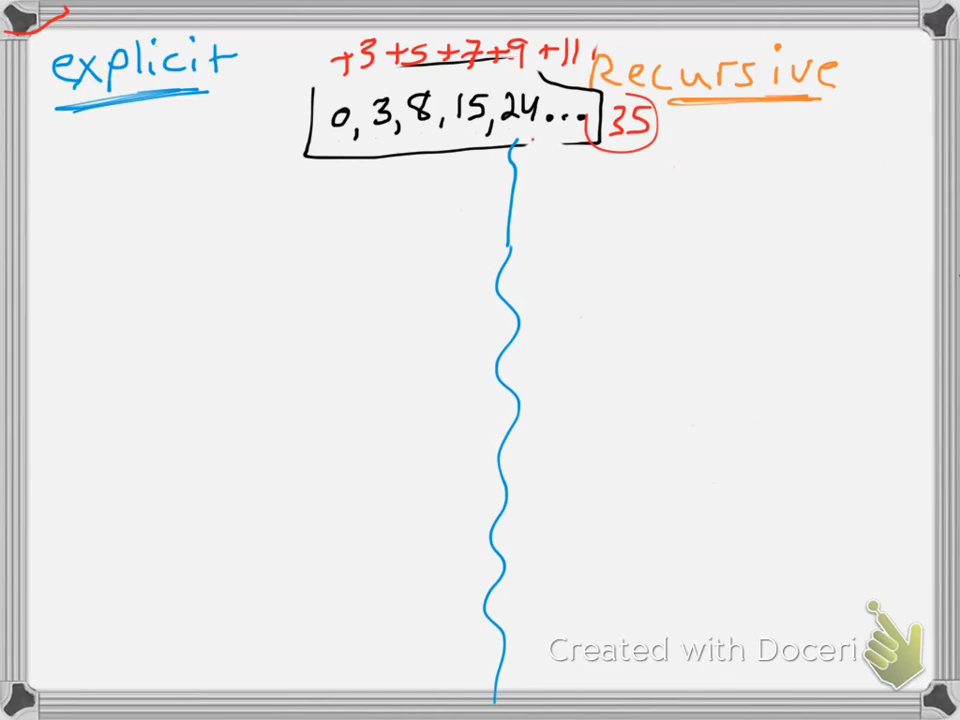 explicit
+3 +5 +7 +9 +11
Recursive
0, 3, 8, 15, 24... 35
Created with Doceri